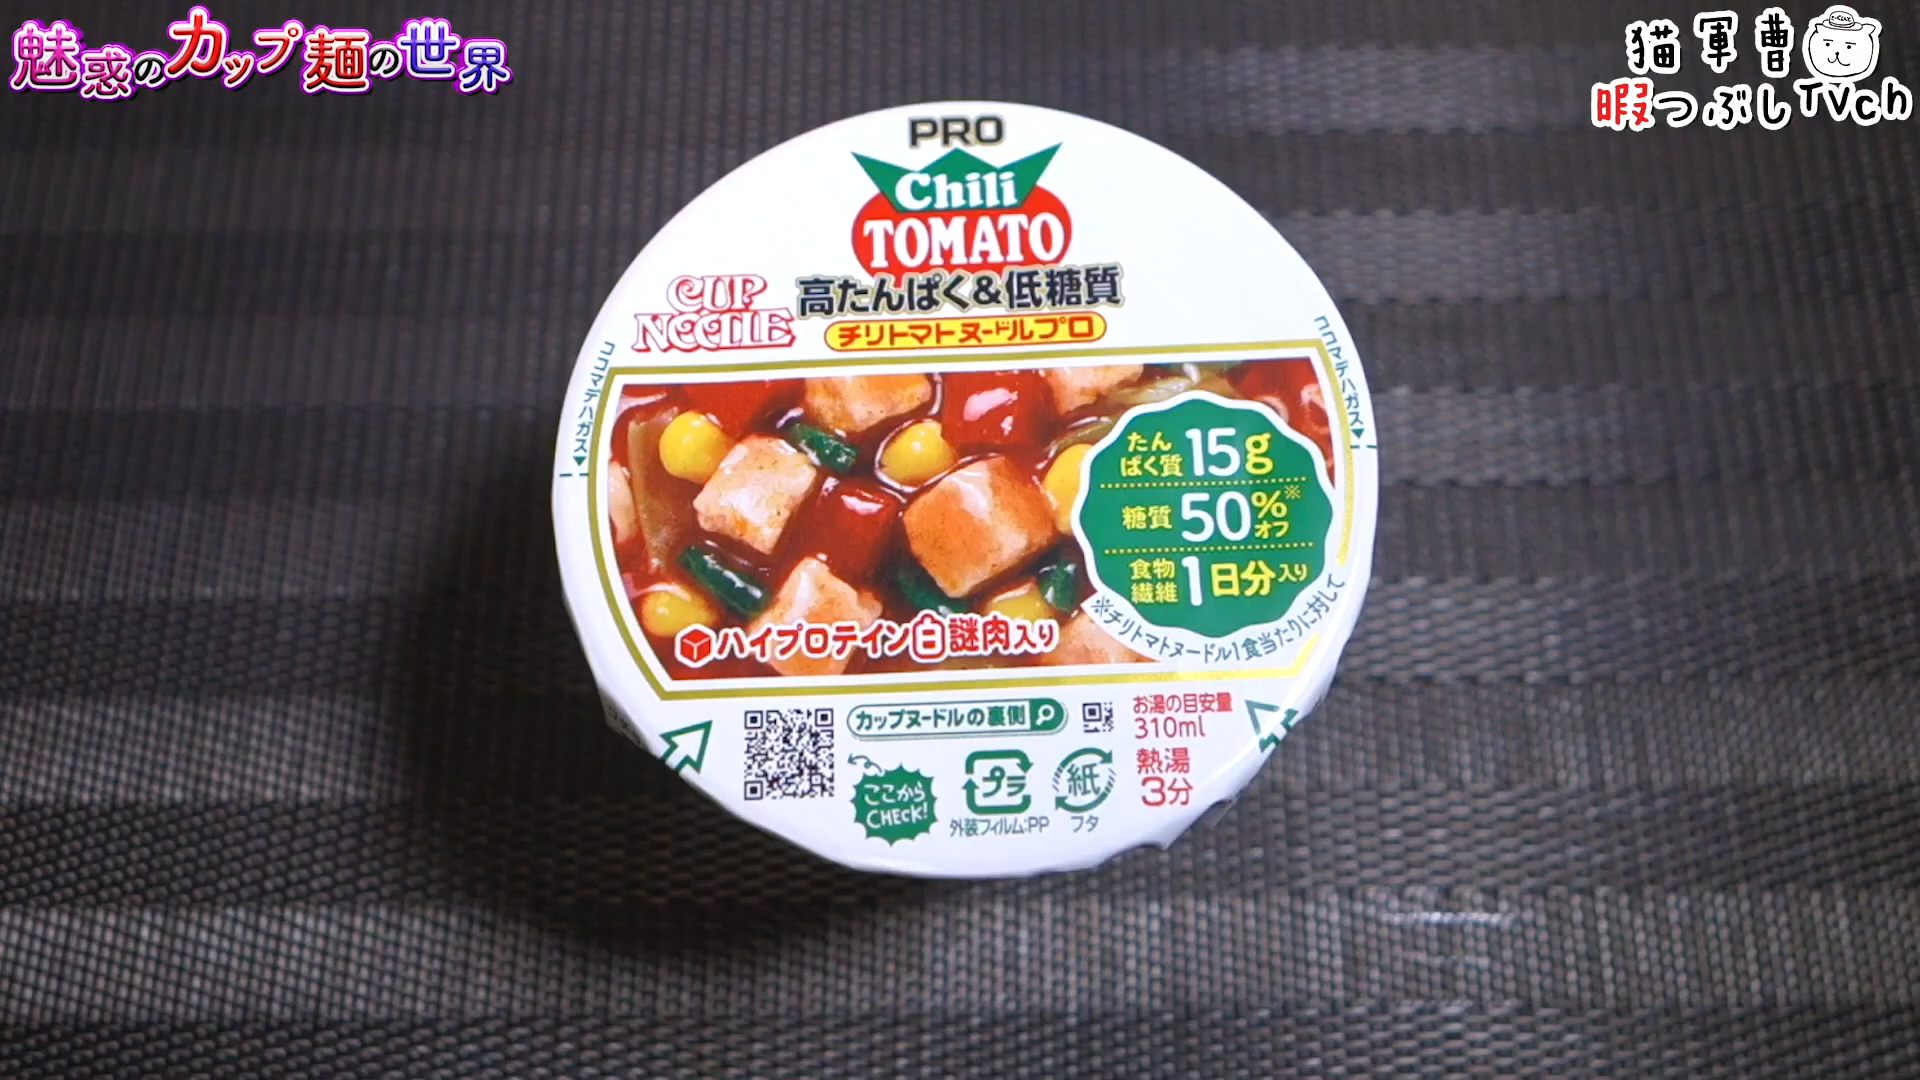 魅惑のカップ麺の世界
猫軍曹
暇つぶしTVch
PRO
Chili
TOMATO
CUP
NOODLE
高たんぱく&低糖質
チリトマトヌードルプロ
ココマデハガス▼
ココマデハガス▼
たん
ぱく質 15g
糖質 50%※
オフ
食物
繊維 1日分入り
※チリトマトヌードル1食当たりに対して
ハイプロテイン白謎肉入り
カップヌードルの裏側
お湯の目安量
310ml
熱湯
3分
ここから
CHECK!
プラ
外装フィルム:PP
紙
フタ